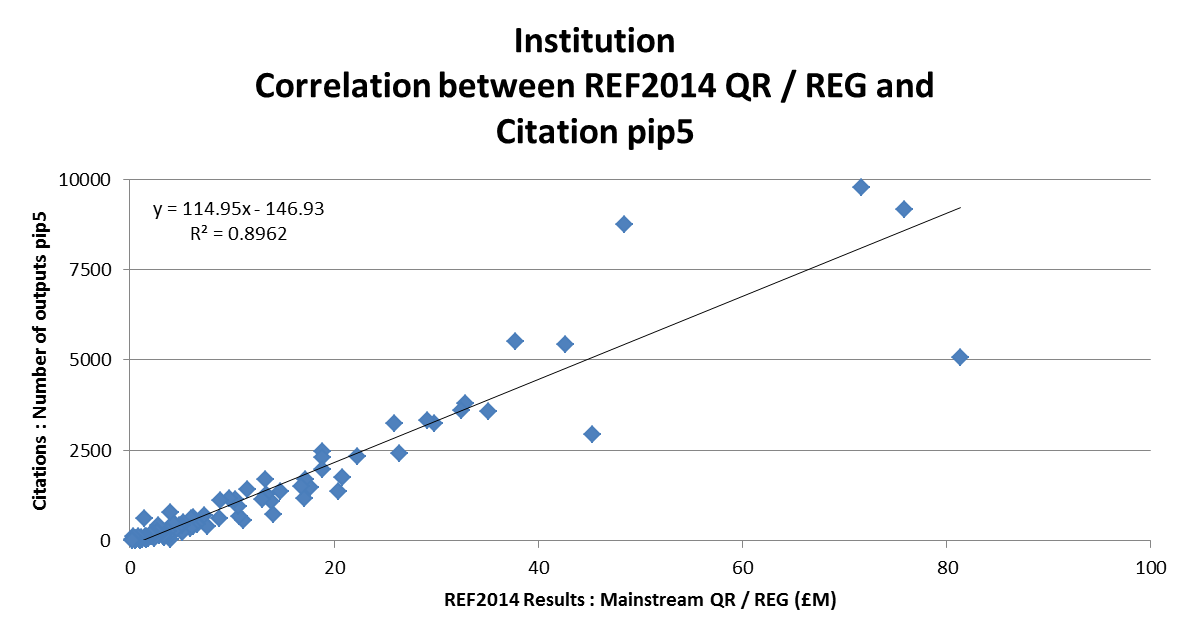 Institution
Correlation between REF2014 QR / REG and
Citation pip5
Citations : Number of outputs pip5
10000
7500
5000
2500
0
y = 114.95x - 146.93
R² = 0.8962
0 20 40 60 80 100
REF2014 Results : Mainstream QR / REG (£M)